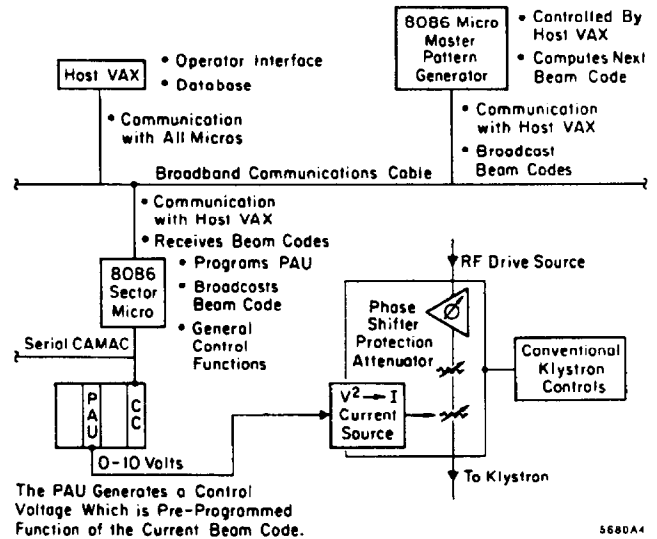 8086 Micro
Master
Pattern
Generator
• Controlled By
Host VAX
• Computes Next
Beam Code
Host VAX
• Operator Interface
• Database
• Communication
with All Micros
• Communication
with Host VAX
• Broadcast
Beam Codes
Broadband Communications Cable
• Communication
with Host VAX
• Receives Beam Codes
8086
Sector
Micro
• Programs PAU
• Broadcasts
Beam Code
• General
Control
Functions
RF Drive Source
Phase
Shifter
Protection
Attenuator
Conventional
Klystron
Controls
Serial CAMAC
PAU
CC
V² → I
Current
Source
0-10 Volts
To Klystron
The PAU Generates a Control
Voltage Which is Pre-Programmed
Function of the Current Beam Code.
5680A4